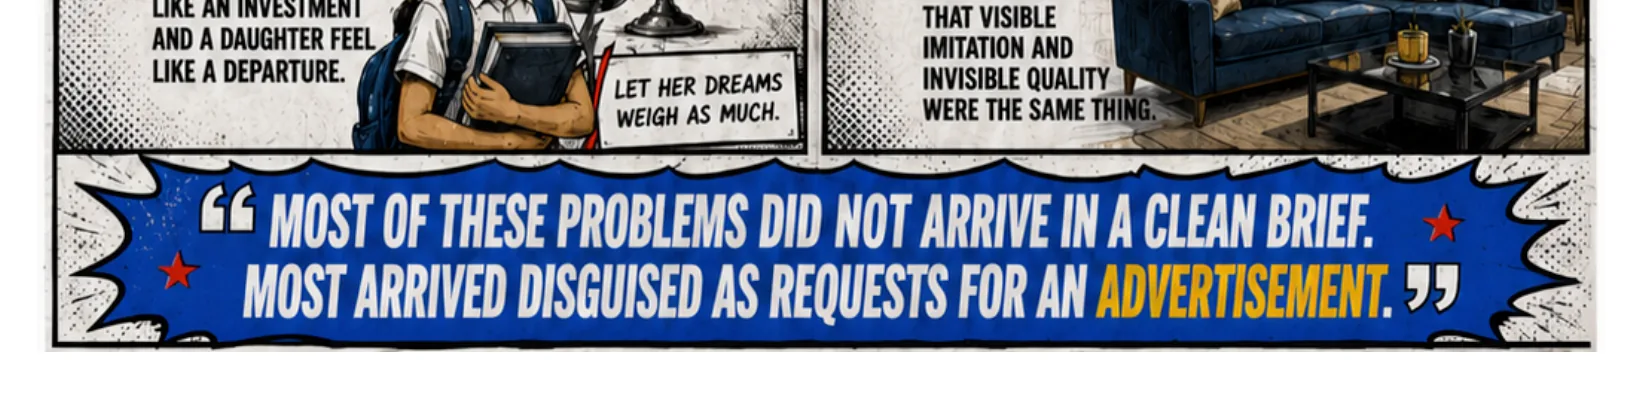 LIKE AN INVESTMENT
AND A DAUGHTER FEEL
LIKE A DEPARTURE.
LET HER DREAMS
WEIGH AS MUCH.
THAT VISIBLE
IMITATION AND
INVISIBLE QUALITY
WERE THE SAME THING.
“MOST OF THESE PROBLEMS DID NOT ARRIVE IN A CLEAN BRIEF.
MOST ARRIVED DISGUISED AS REQUESTS FOR AN ADVERTISEMENT.”